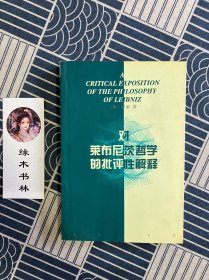 A
CRITICAL EXPOSITION
OF THE PHILOSOPHY
OF LEIBNIZ
对
莱布尼茨哲学
的批评性解释
缘木书林